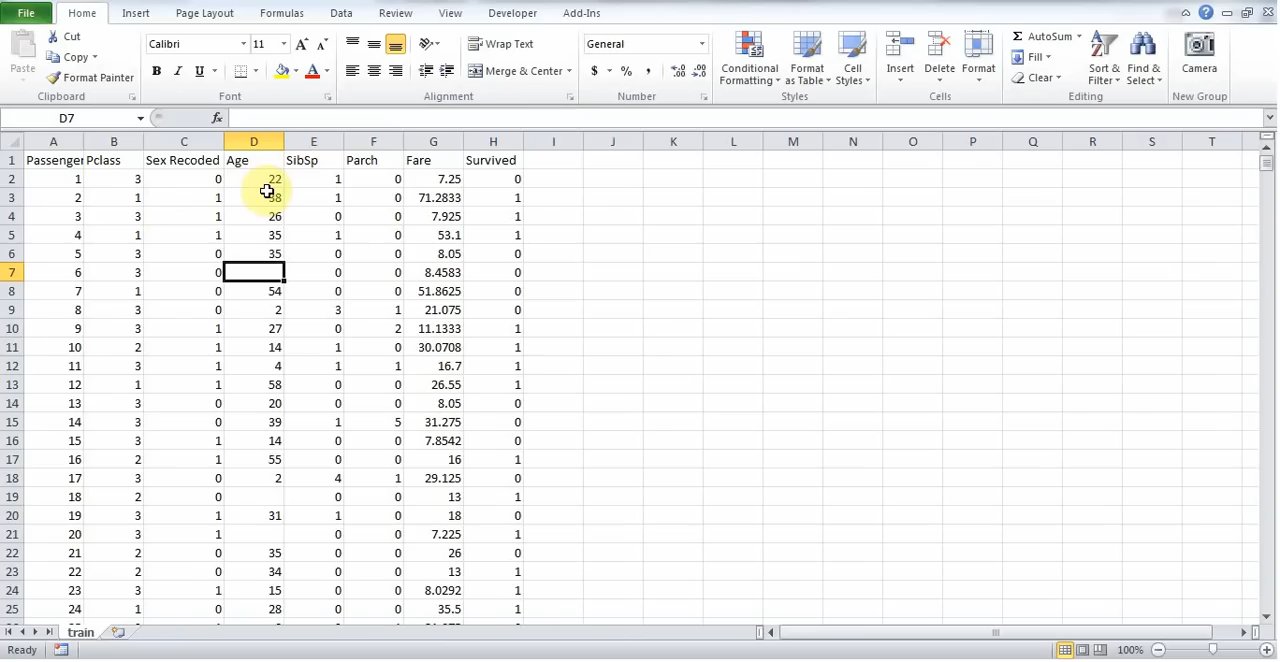 File Home Insert Page Layout Formulas Data Review View Developer Add-Ins
Cut Calibri 11 Wrap Text General AutoSum
Copy Paste Format Painter Merge & Center $ % , Conditional Formatting Format as Table Cell Styles Insert Delete Format Fill Clear Sort & Filter Find & Select Camera
Clipboard Font Alignment Number Styles Cells Editing New Group
D7 fx
A B C D E F G H I J K L M N O P Q R S T
1 Passenger Pclass Sex Recoded Age SibSp Parch Fare Survived
2 1 3 0 22 1 0 7.25 0
3 2 1 1 38 1 0 71.2833 1
4 3 3 1 26 0 0 7.925 1
5 4 1 1 35 1 0 53.1 1
6 5 3 0 35 0 0 8.05 0
7 6 3 0 0 0 8.4583 0
8 7 1 0 54 0 0 51.8625 0
9 8 3 0 2 3 1 21.075 0
10 9 3 1 27 0 2 11.1333 1
11 10 2 1 14 1 0 30.0708 1
12 11 3 1 4 1 1 16.7 1
13 12 1 1 58 0 0 26.55 1
14 13 3 0 20 0 0 8.05 0
15 14 3 0 39 1 5 31.275 0
16 15 3 1 14 0 0 7.8542 0
17 16 2 1 55 0 0 16 1
18 17 3 0 2 4 1 29.125 0
19 18 2 0 0 0 13 1
20 19 3 1 31 1 0 18 0
21 20 3 1 0 0 7.225 1
22 21 2 0 35 0 0 26 0
23 22 2 0 34 0 0 13 1
24 23 3 1 15 0 0 8.0292 1
25 24 1 0 28 0 0 35.5 1
train
Ready 100%